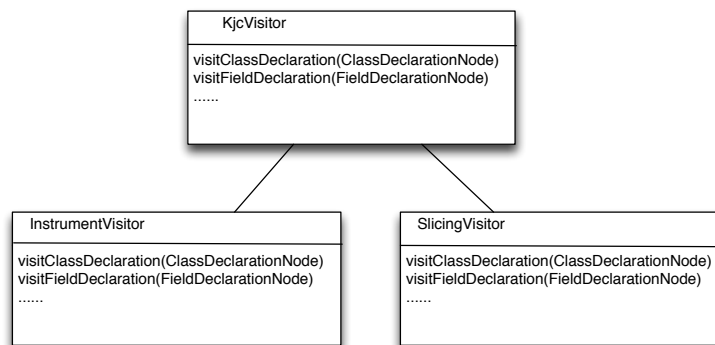 KjcVisitor
visitClassDeclaration(ClassDeclarationNode)
visitFieldDeclaration(FieldDeclarationNode)
......
InstrumentVisitor
visitClassDeclaration(ClassDeclarationNode)
visitFieldDeclaration(FieldDeclarationNode)
......
SlicingVisitor
visitClassDeclaration(ClassDeclarationNode)
visitFieldDeclaration(FieldDeclarationNode)
......